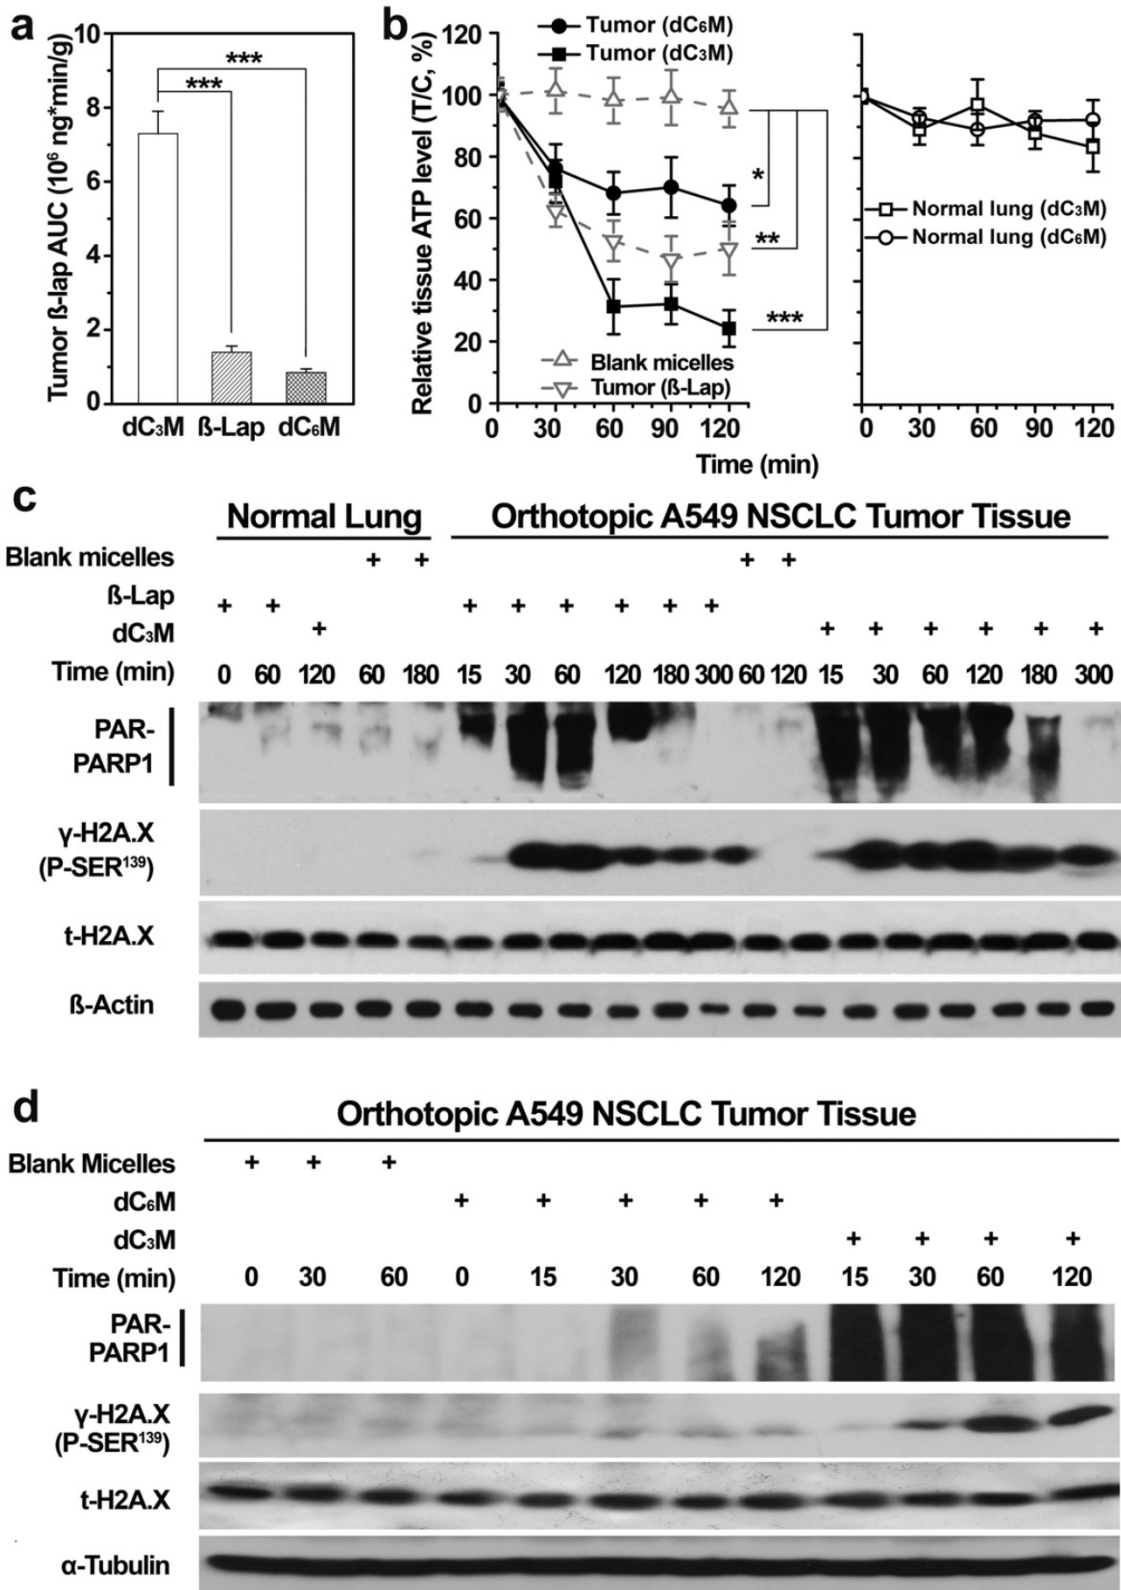 a
Tumor ß-lap AUC (10⁶ ng*min/g)
10
8
6
4
2
0
***
***
dC₃M ß-Lap dC₆M
b
Relative tissue ATP level (T/C, %)
120
100
80
60
40
20
0
Tumor (dC₆M)
Tumor (dC₃M)
*
**
***
Blank micelles
Tumor (ß-Lap)
0 30 60 90 120
Normal lung (dC₃M)
Normal lung (dC₆M)
0 30 60 90 120
Time (min)
c
Normal Lung Orthotopic A549 NSCLC Tumor Tissue
Blank micelles + + + +
ß-Lap + + + + + + + +
dC₃M + + + + + + +
Time (min) 0 60 120 60 180 15 30 60 120 180 300 60 120 15 30 60 120 180 300
PAR-
PARP1
γ-H2A.X
(P-SER¹³⁹)
t-H2A.X
ß-Actin
d
Orthotopic A549 NSCLC Tumor Tissue
Blank Micelles + + +
dC₆M + + + + +
dC₃M + + + +
Time (min) 0 30 60 0 15 30 60 120 15 30 60 120
PAR-
PARP1
γ-H2A.X
(P-SER¹³⁹)
t-H2A.X
α-Tubulin